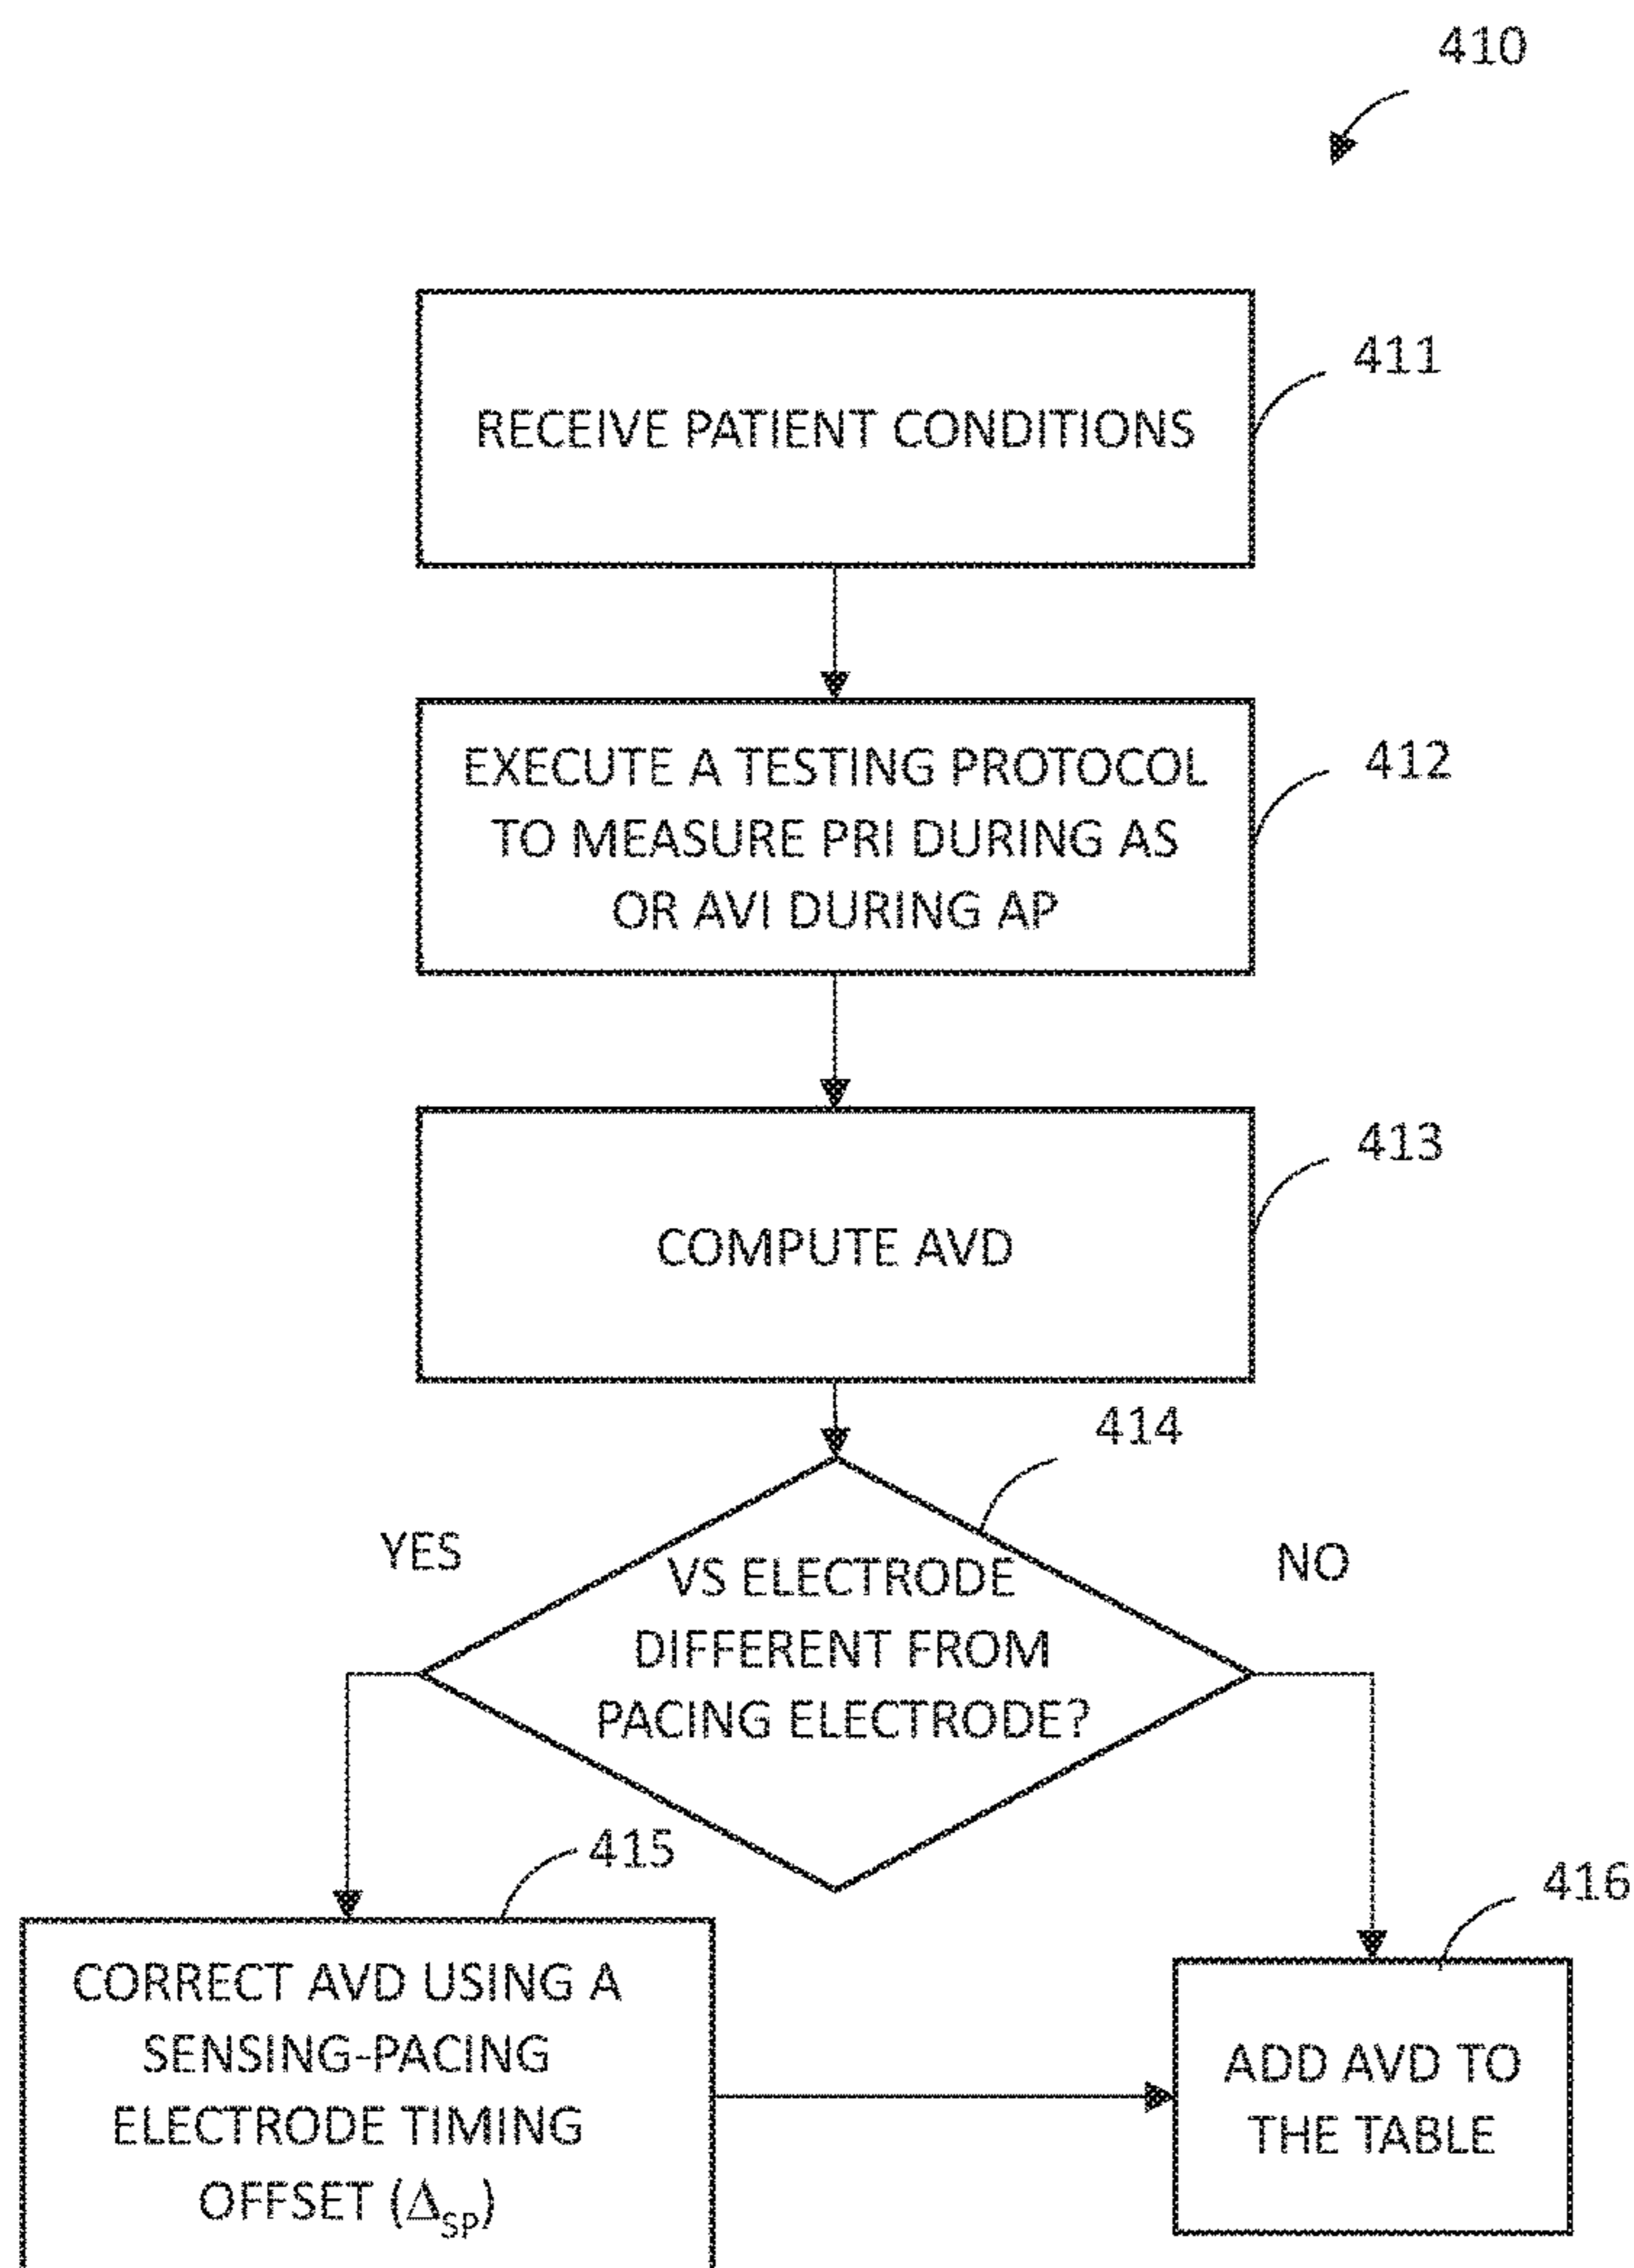 410
RECEIVE PATIENT CONDITIONS
411
EXECUTE A TESTING PROTOCOL
TO MEASURE PRI DURING AS
OR AVI DURING AP
412
COMPUTE AVD
413
414
YES
NO
VS ELECTRODE
DIFFERENT FROM
PACING ELECTRODE?
415
CORRECT AVD USING A
SENSING-PACING
ELECTRODE TIMING
OFFSET (ΔSP)
416
ADD AVD TO
THE TABLE